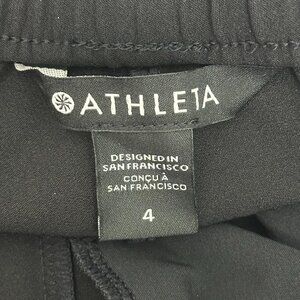 ATHLETA
DESIGNED IN
SAN FRANCISCO
CONÇU À
SAN FRANCISCO
4